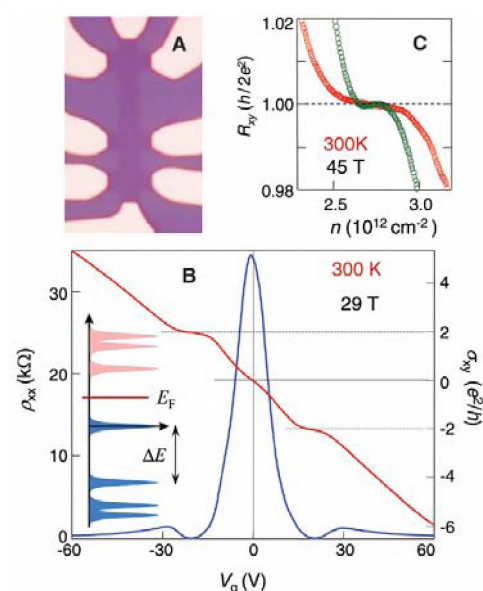 A
C
1.02
1.00
0.98
R_xy (h/2e²)
300K
45 T
2.5
3.0
n (10¹² cm⁻²)
B
300 K
29 T
30
20
10
0
ρ_xx (kΩ)
4
2
0
-2
-4
-6
σ_xy (e²/h)
E_F
ΔE
-60
-30
0
30
60
V_g (V)